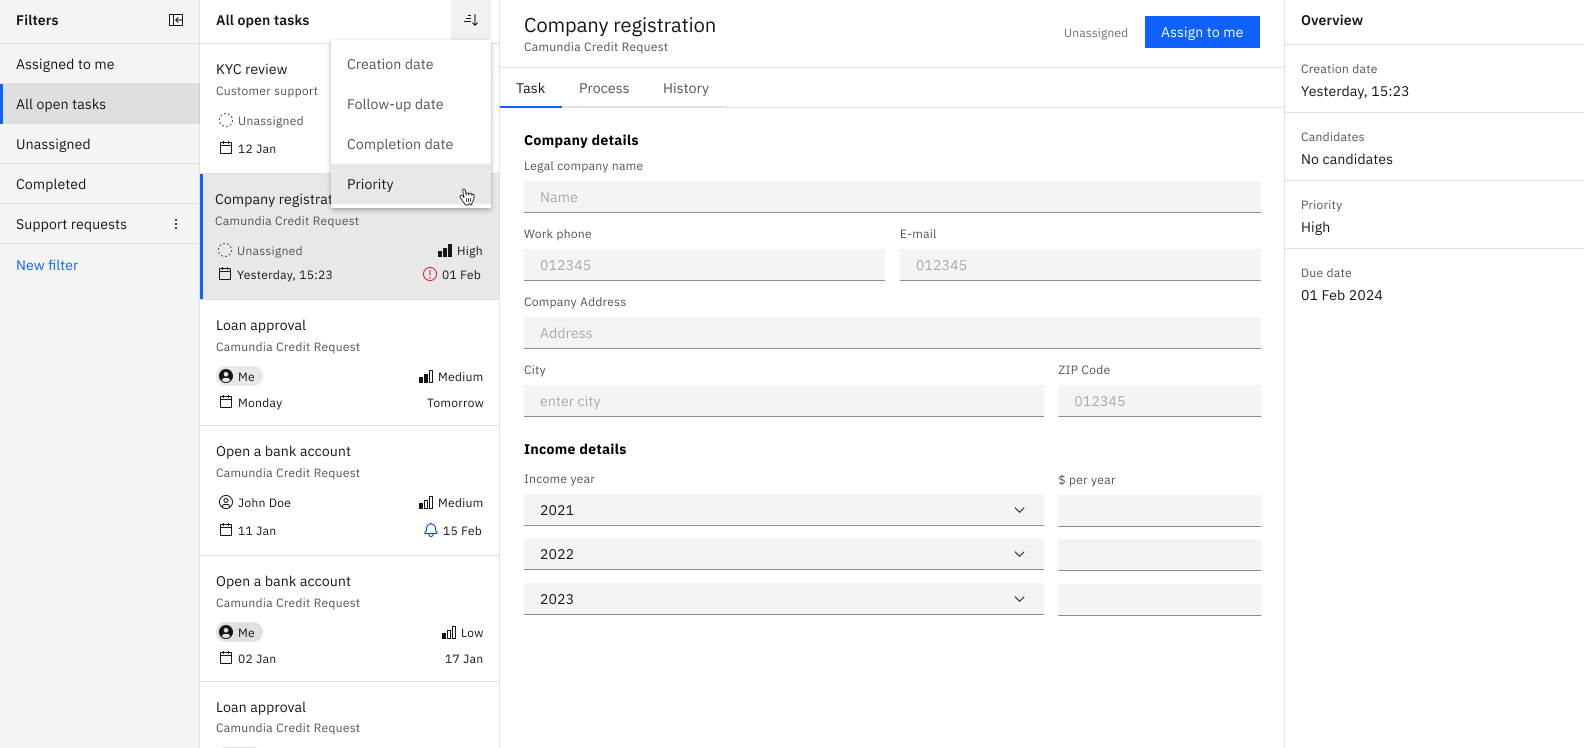 Filters
Assigned to me
All open tasks
Unassigned
Completed
Support requests
New filter
All open tasks
Creation date
Follow-up date
Completion date
Priority
KYC review
Customer support
Unassigned
12 Jan
Company registrat
Camundia Credit Request
Unassigned
High
Yesterday, 15:23
01 Feb
Loan approval
Camundia Credit Request
Me
Medium
Monday
Tomorrow
Open a bank account
Camundia Credit Request
John Doe
Medium
11 Jan
15 Feb
Open a bank account
Camundia Credit Request
Me
Low
02 Jan
17 Jan
Loan approval
Camundia Credit Request
Company registration
Camundia Credit Request
Unassigned
Assign to me
Task
Process
History
Company details
Legal company name
Name
Work phone
E-mail
012345
012345
Company Address
Address
City
ZIP Code
enter city
012345
Income details
Income year
$ per year
2021
2022
2023
Overview
Creation date
Yesterday, 15:23
Candidates
No candidates
Priority
High
Due date
01 Feb 2024